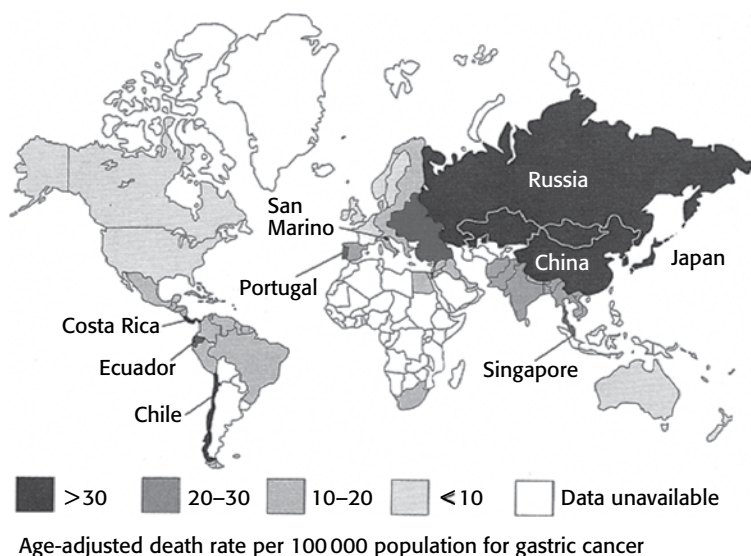 Russia
San
Marino
China
Japan
Portugal
Costa Rica
Ecuador
Singapore
Chile
>30
20–30
10–20
⩽10
Data unavailable
Age-adjusted death rate per 100 000 population for gastric cancer